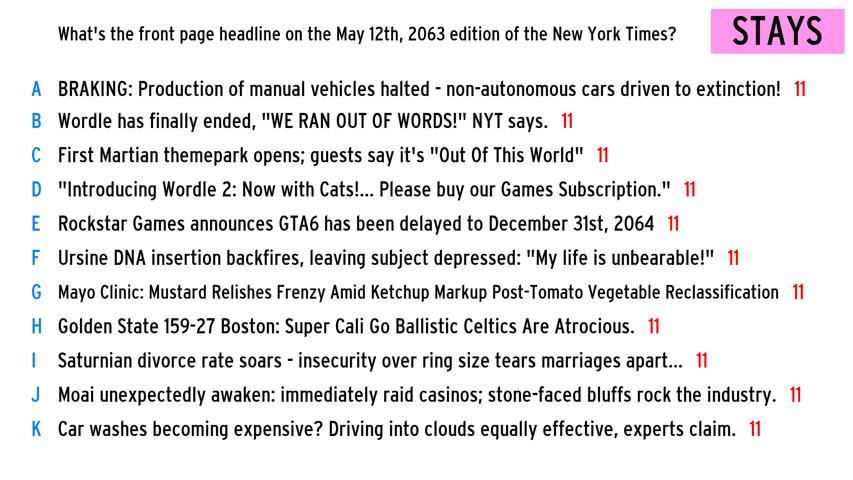 What's the front page headline on the May 12th, 2063 edition of the New York Times? STAYS
A BRAKING: Production of manual vehicles halted - non-autonomous cars driven to extinction! 11
B Wordle has finally ended, "WE RAN OUT OF WORDS!" NYT says. 11
C First Martian themepark opens; guests say it's "Out Of This World" 11
D "Introducing Wordle 2: Now with Cats!... Please buy our Games Subscription." 11
E Rockstar Games announces GTA6 has been delayed to December 31st, 2064 11
F Ursine DNA insertion backfires, leaving subject depressed: "My life is unbearable!" 11
G Mayo Clinic: Mustard Relishes Frenzy Amid Ketchup Markup Post-Tomato Vegetable Reclassification 11
H Golden State 159-27 Boston: Super Cali Go Ballistic Celtics Are Atrocious. 11
I Saturnian divorce rate soars - insecurity over ring size tears marriages apart... 11
J Moai unexpectedly awaken: immediately raid casinos; stone-faced bluffs rock the industry. 11
K Car washes becoming expensive? Driving into clouds equally effective, experts claim. 11